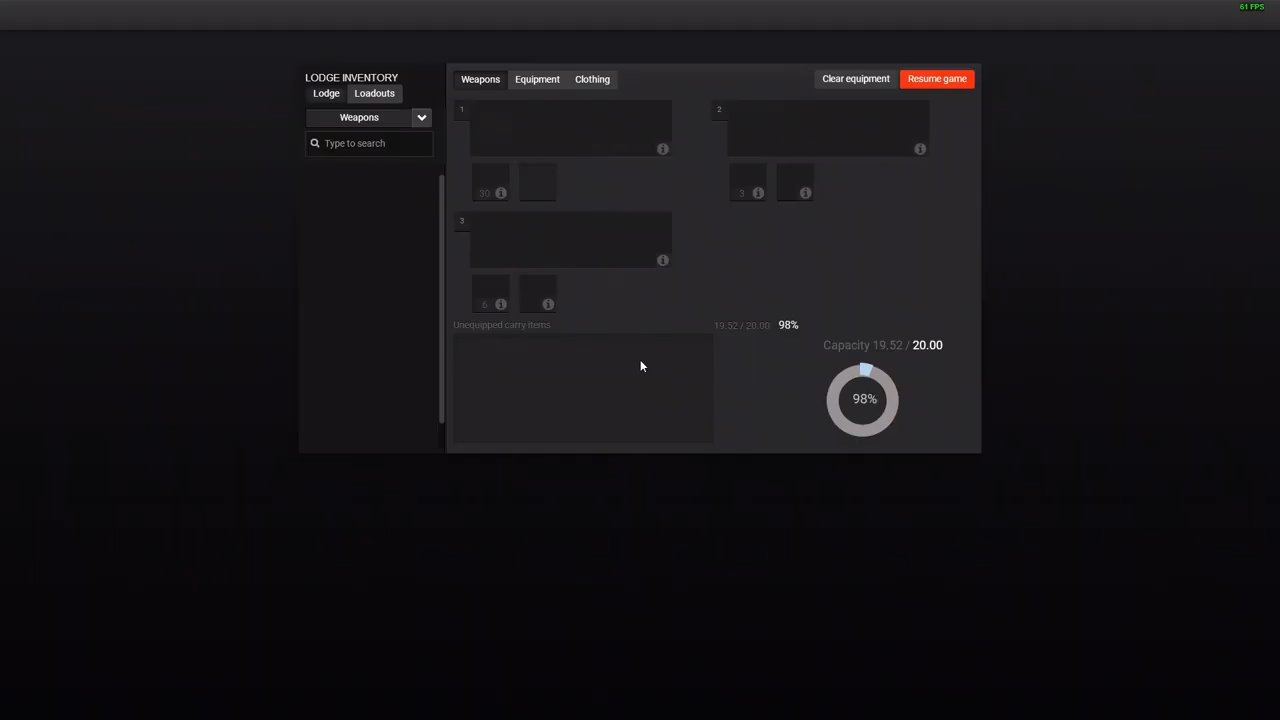 61 FPS
LODGE INVENTORY
Lodge Loadouts
Weapons
Type to search
Weapons Equipment Clothing
Clear equipment Resume game
1
2
30
3
3
6
Unequipped carry items
19.52 / 20.00 98%
Capacity 19.52 / 20.00
98%